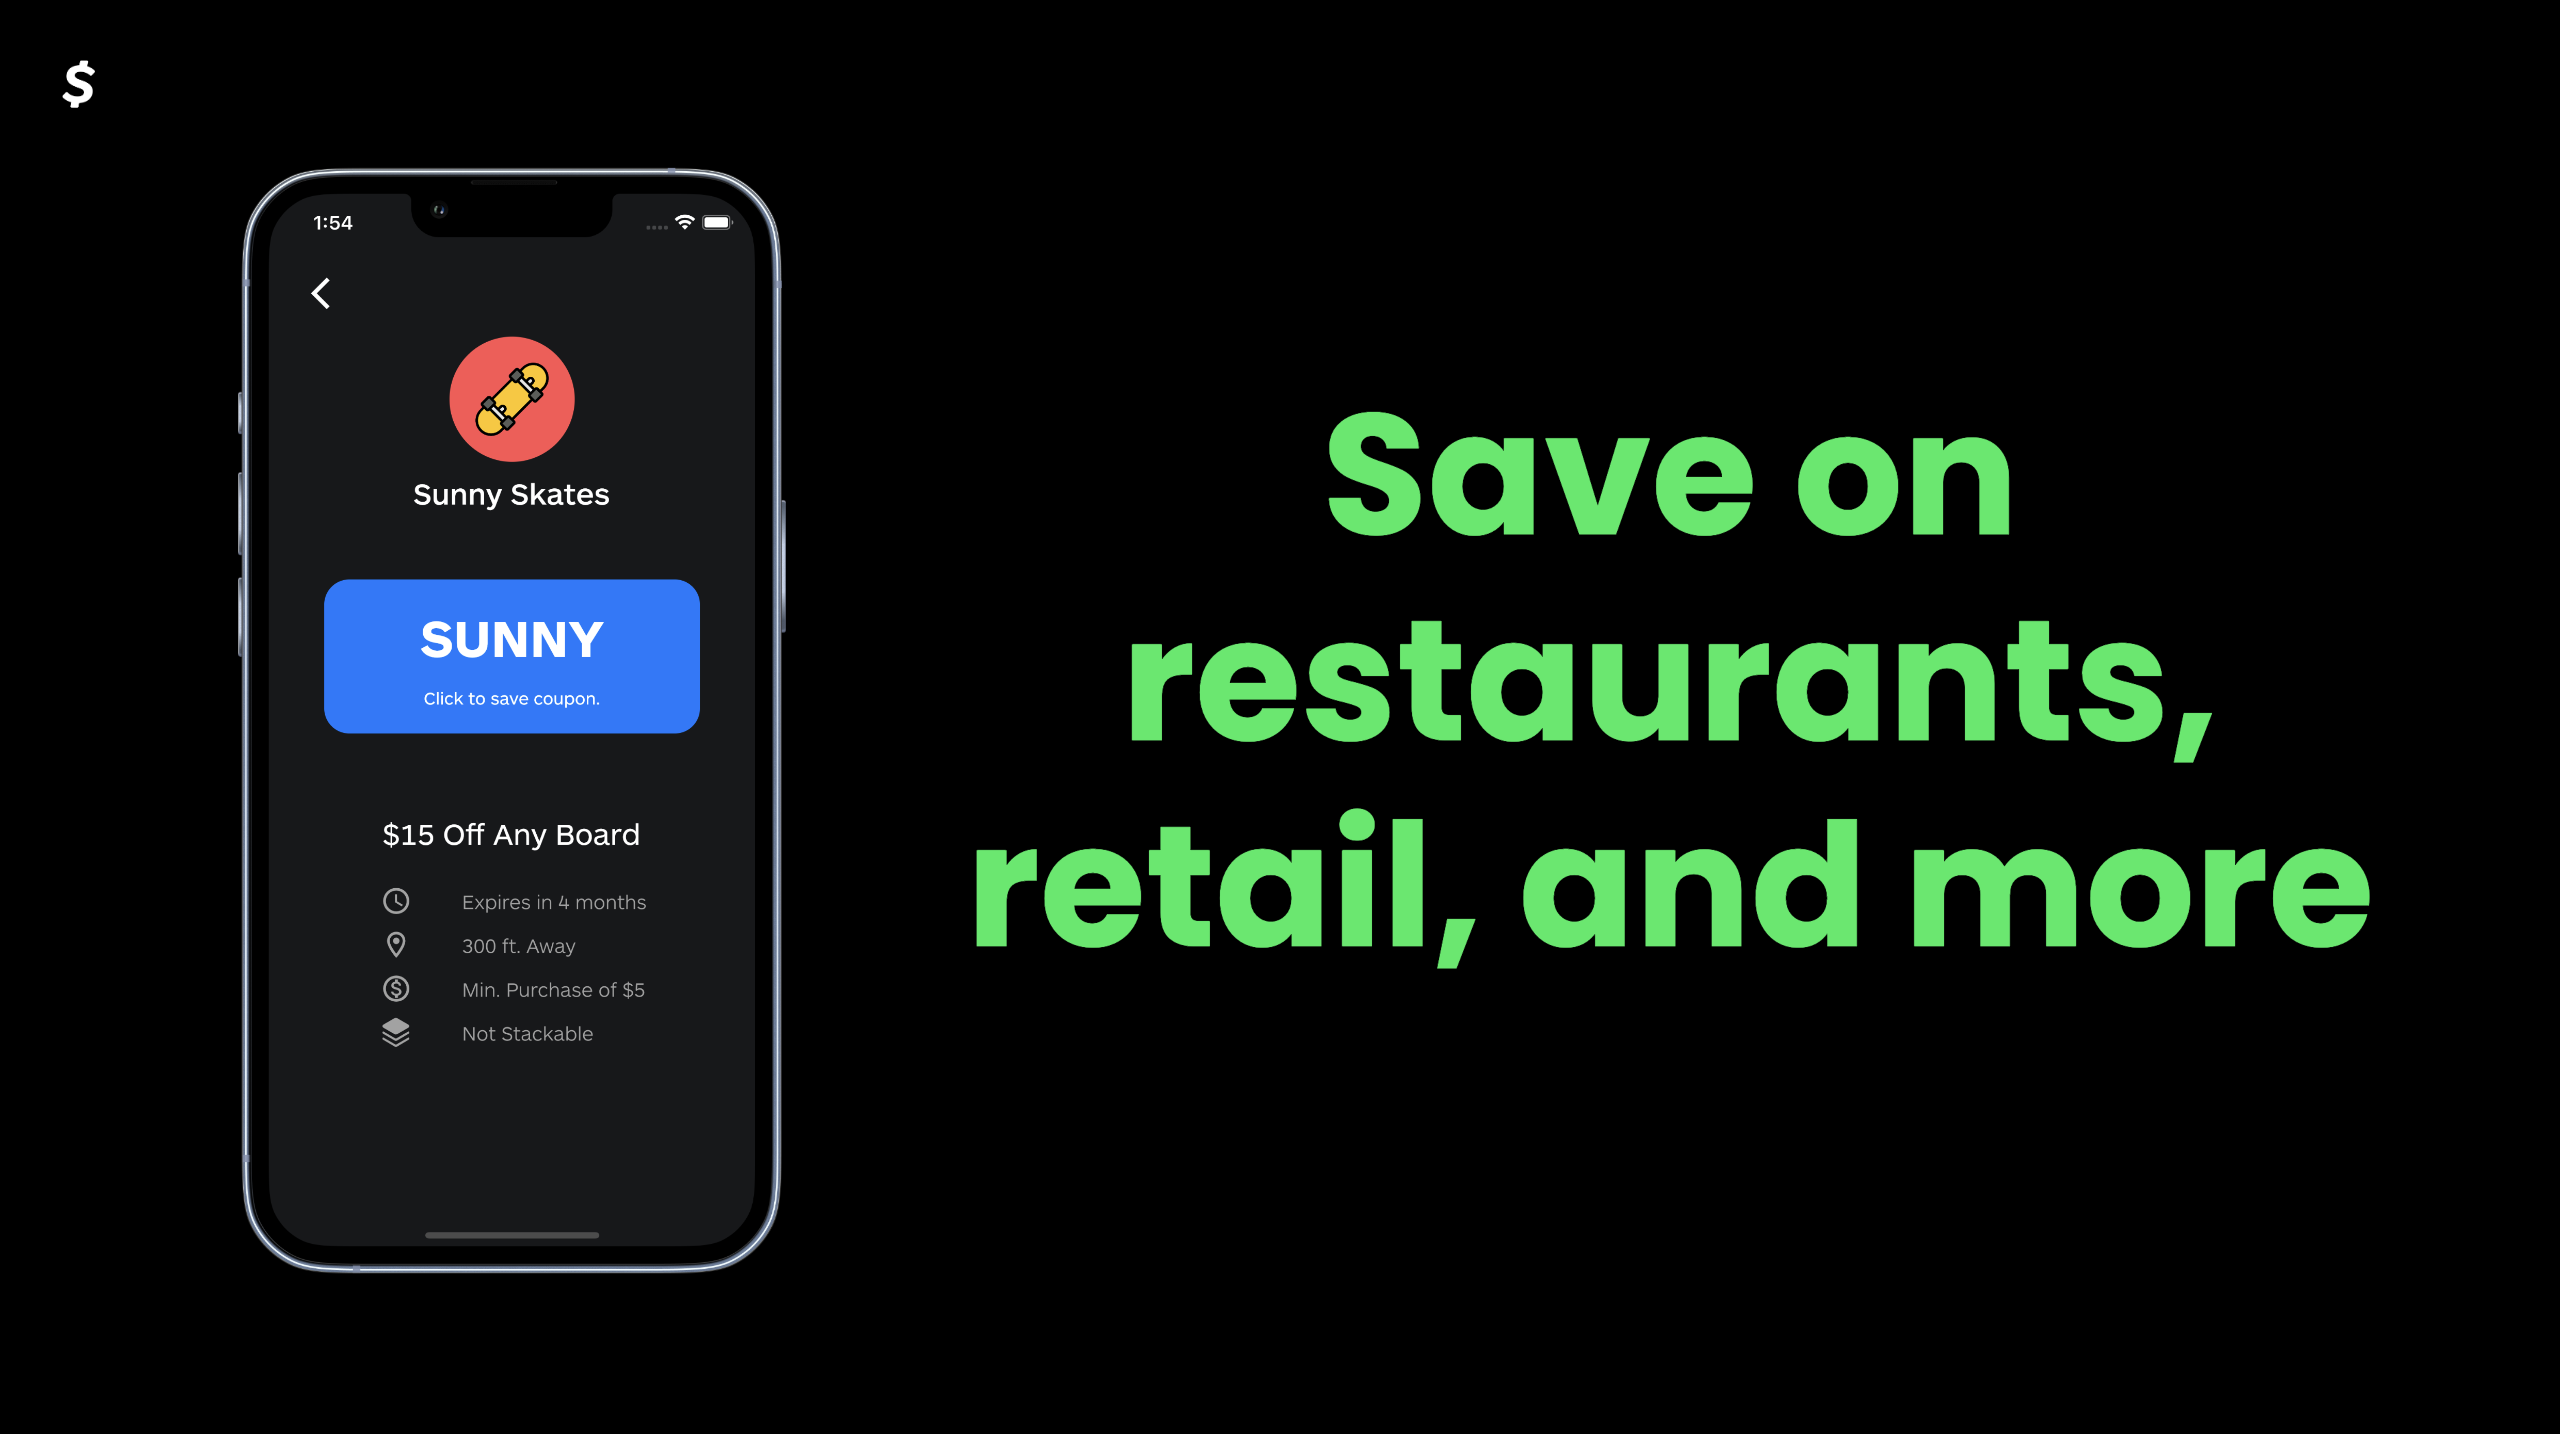 $
1:54
Sunny Skates
SUNNY
Click to save coupon.
$15 Off Any Board
Expires in 4 months
300 ft. Away
Min. Purchase of $5
Not Stackable
Save on
restaurants,
retail, and more